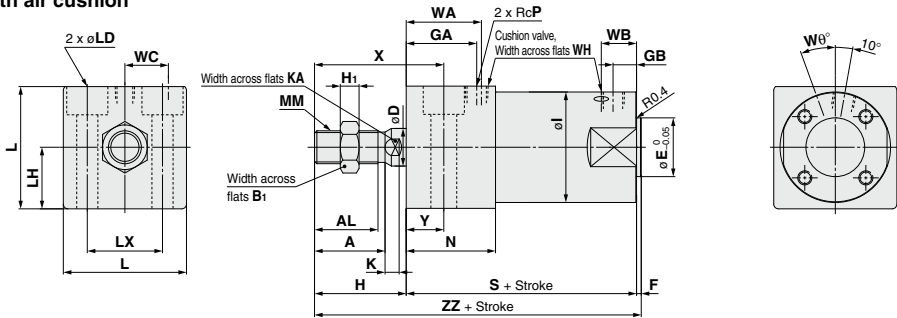 th air cushion
2 x øLD
WC
L
LH
LX
L
WA
GA
X
H1
Width across flats KA
MM
øD
Width across
flats B1
AL
A
K
H
Y
N
S + Stroke
F
ZZ + Stroke
2 x RcP
Cushion valve,
Width across flats WH
WB
GB
R0.4
øI
øE 0 -0.05
Wθ°
10°